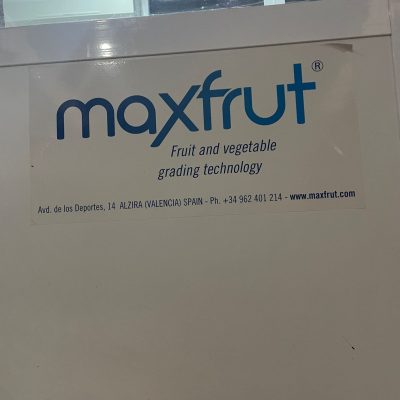 maxfrut®
Fruit and vegetable
grading technology
Avd. de los Deportes, 14 ALZIRA (VALENCIA) SPAIN - Ph. +34 962 401 214 - www.maxfrut.com